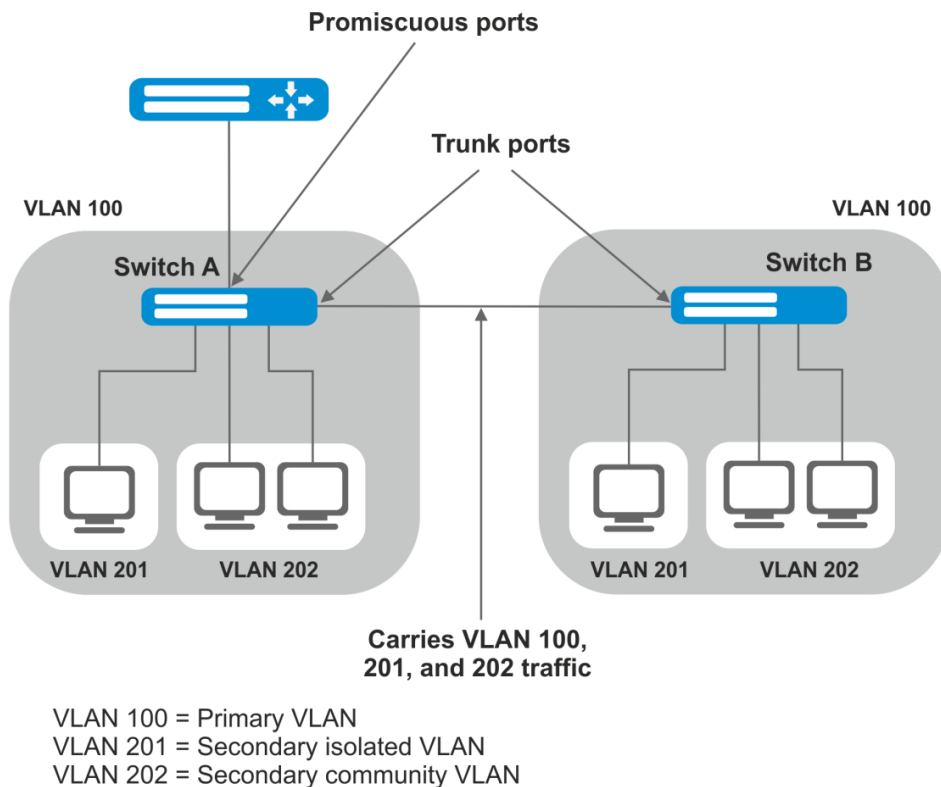 Promiscuous ports
Trunk ports
VLAN 100
VLAN 100
Switch A
Switch B
VLAN 201
VLAN 202
VLAN 201
VLAN 202
Carries VLAN 100,
201, and 202 traffic
VLAN 100 = Primary VLAN
VLAN 201 = Secondary isolated VLAN
VLAN 202 = Secondary community VLAN